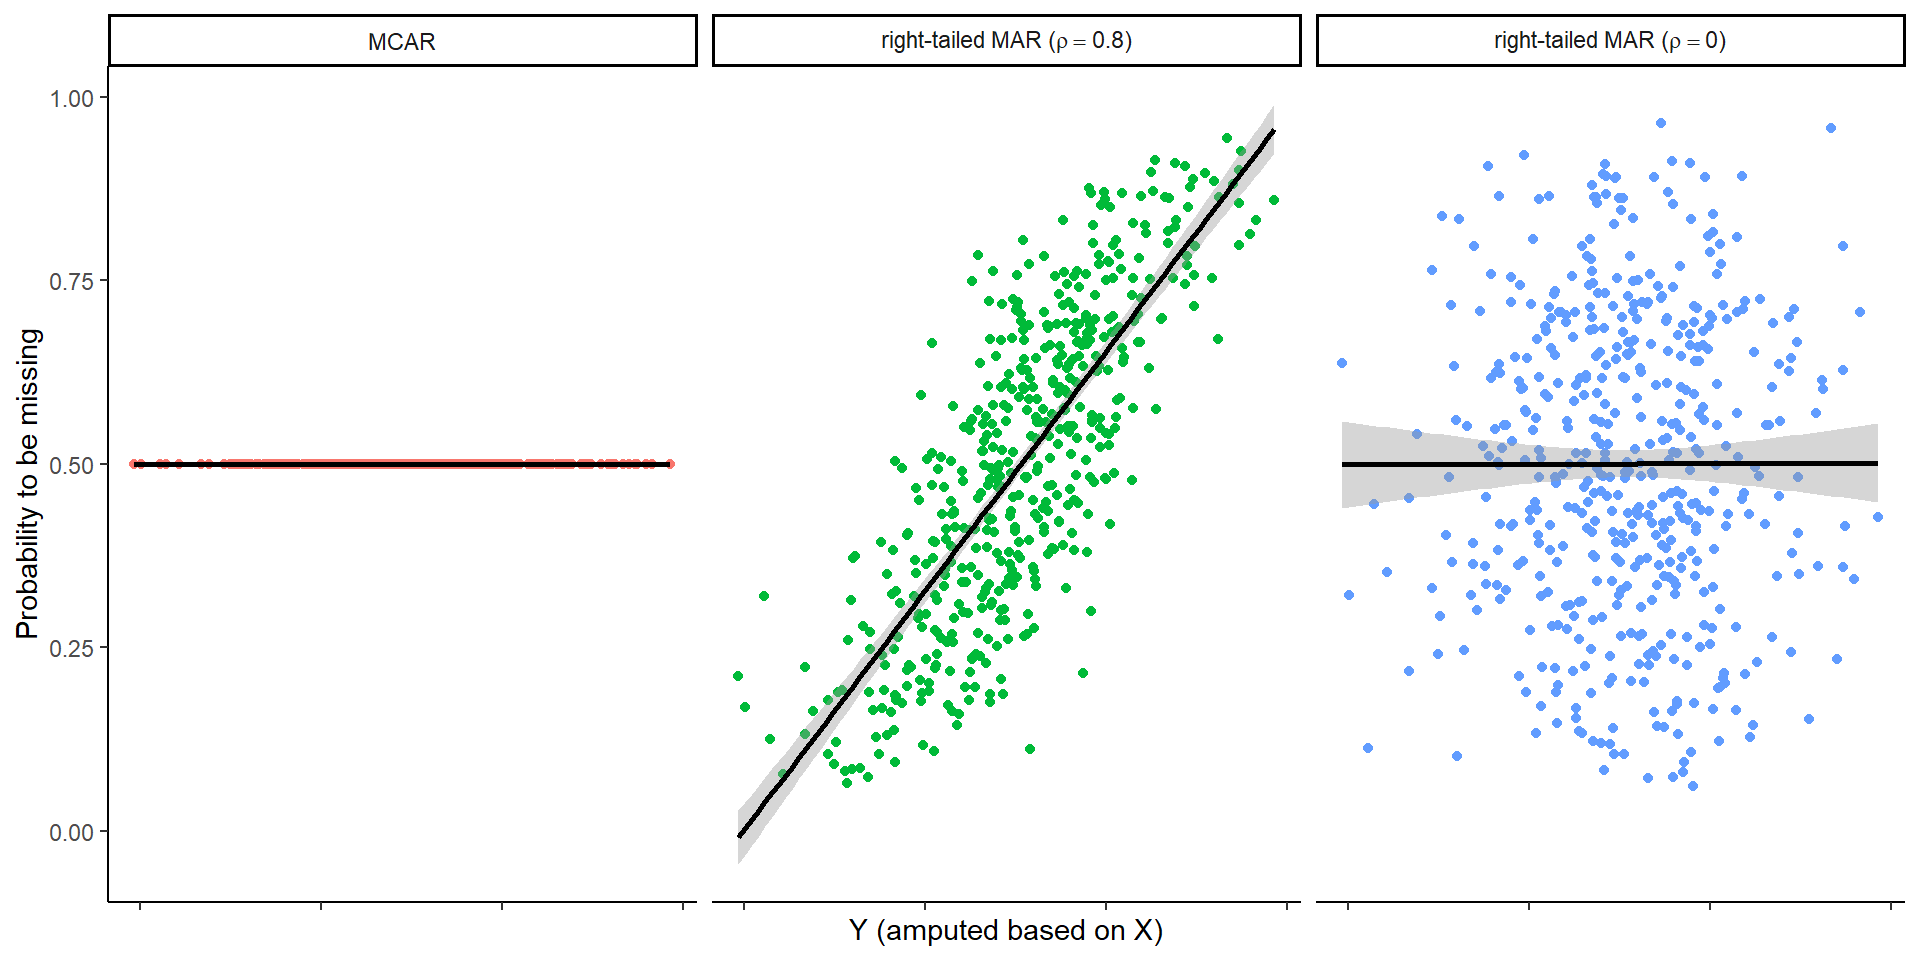 MCAR
right-tailed MAR (ρ = 0.8)
right-tailed MAR (ρ = 0)
1.00
0.75
0.50
0.25
0.00
Probability to be missing
Y (amputed based on X)